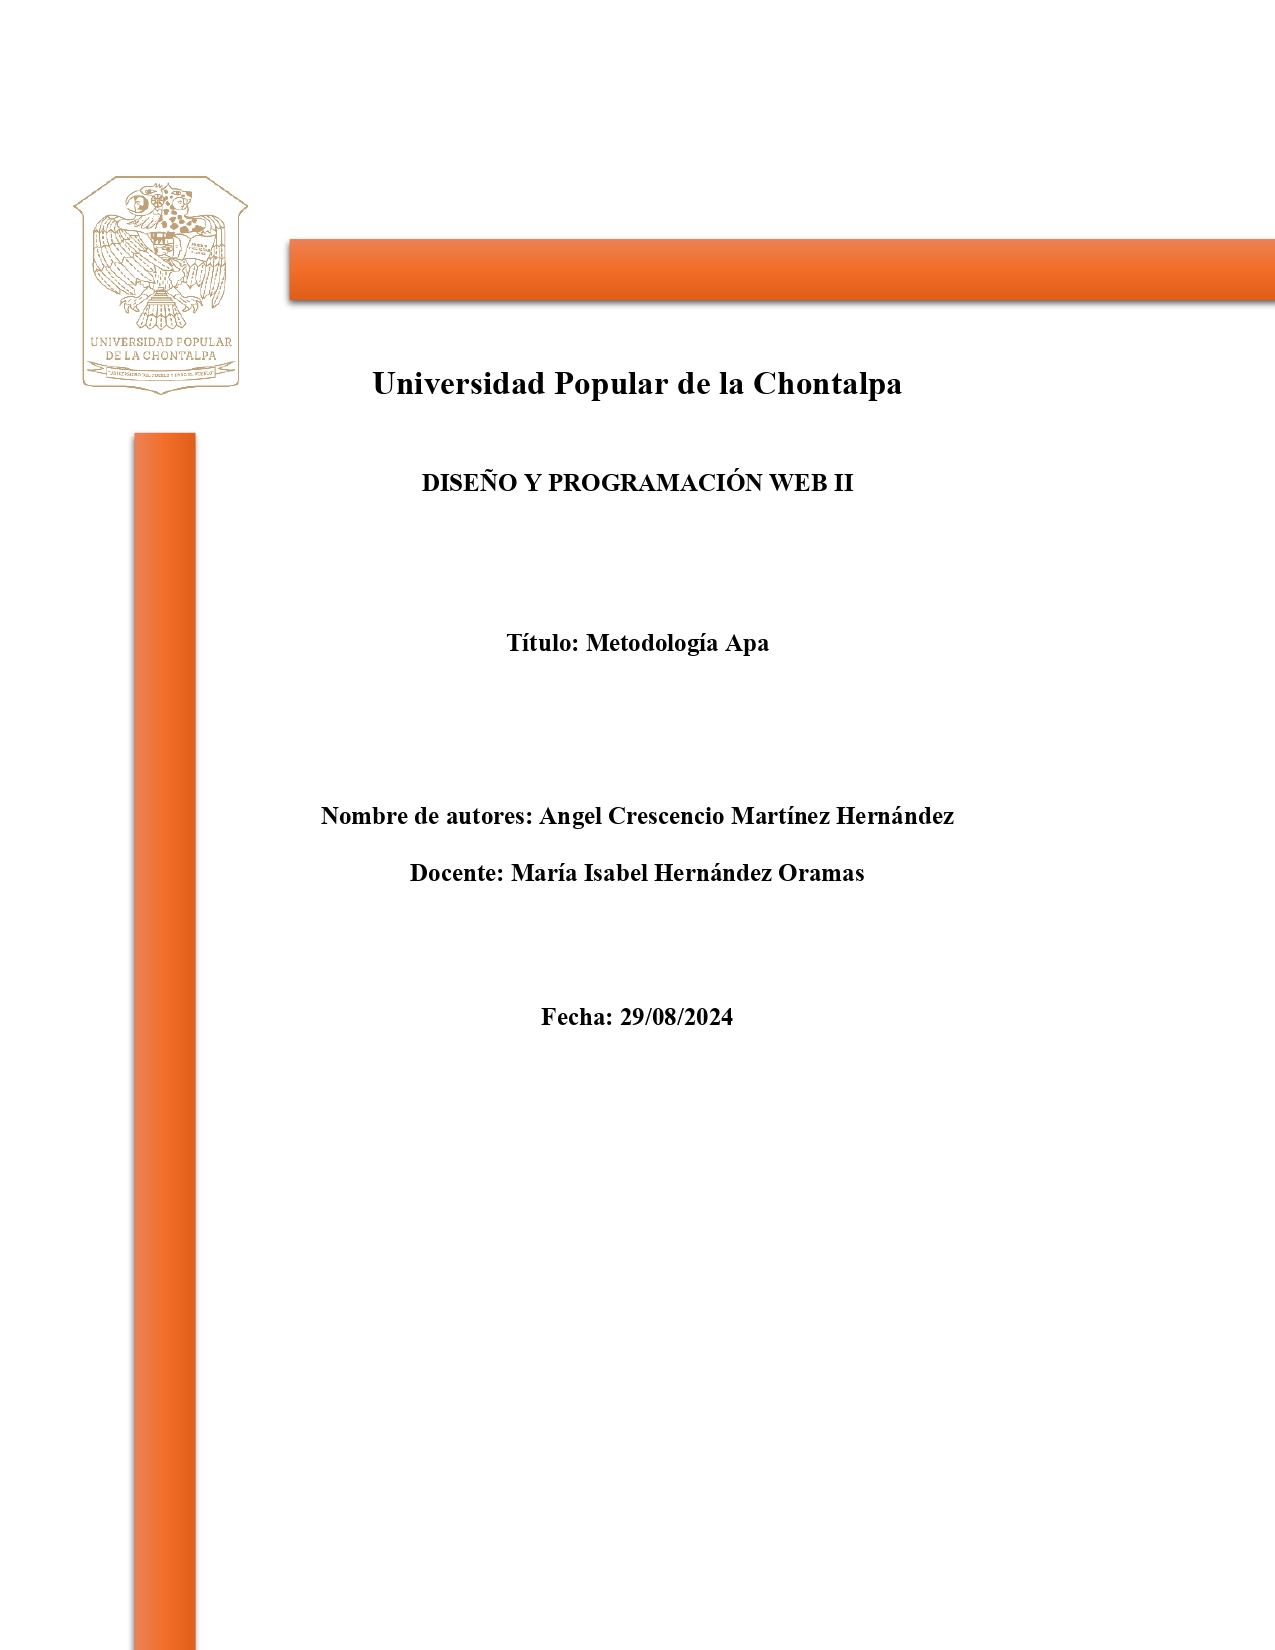 UNIVERSIDAD POPULAR
DE LA CHONTALPA
Universidad Popular de la Chontalpa
DISEÑO Y PROGRAMACIÓN WEB II
Título: Metodología Apa
Nombre de autores: Angel Crescencio Martínez Hernández
Docente: María Isabel Hernández Oramas
Fecha: 29/08/2024